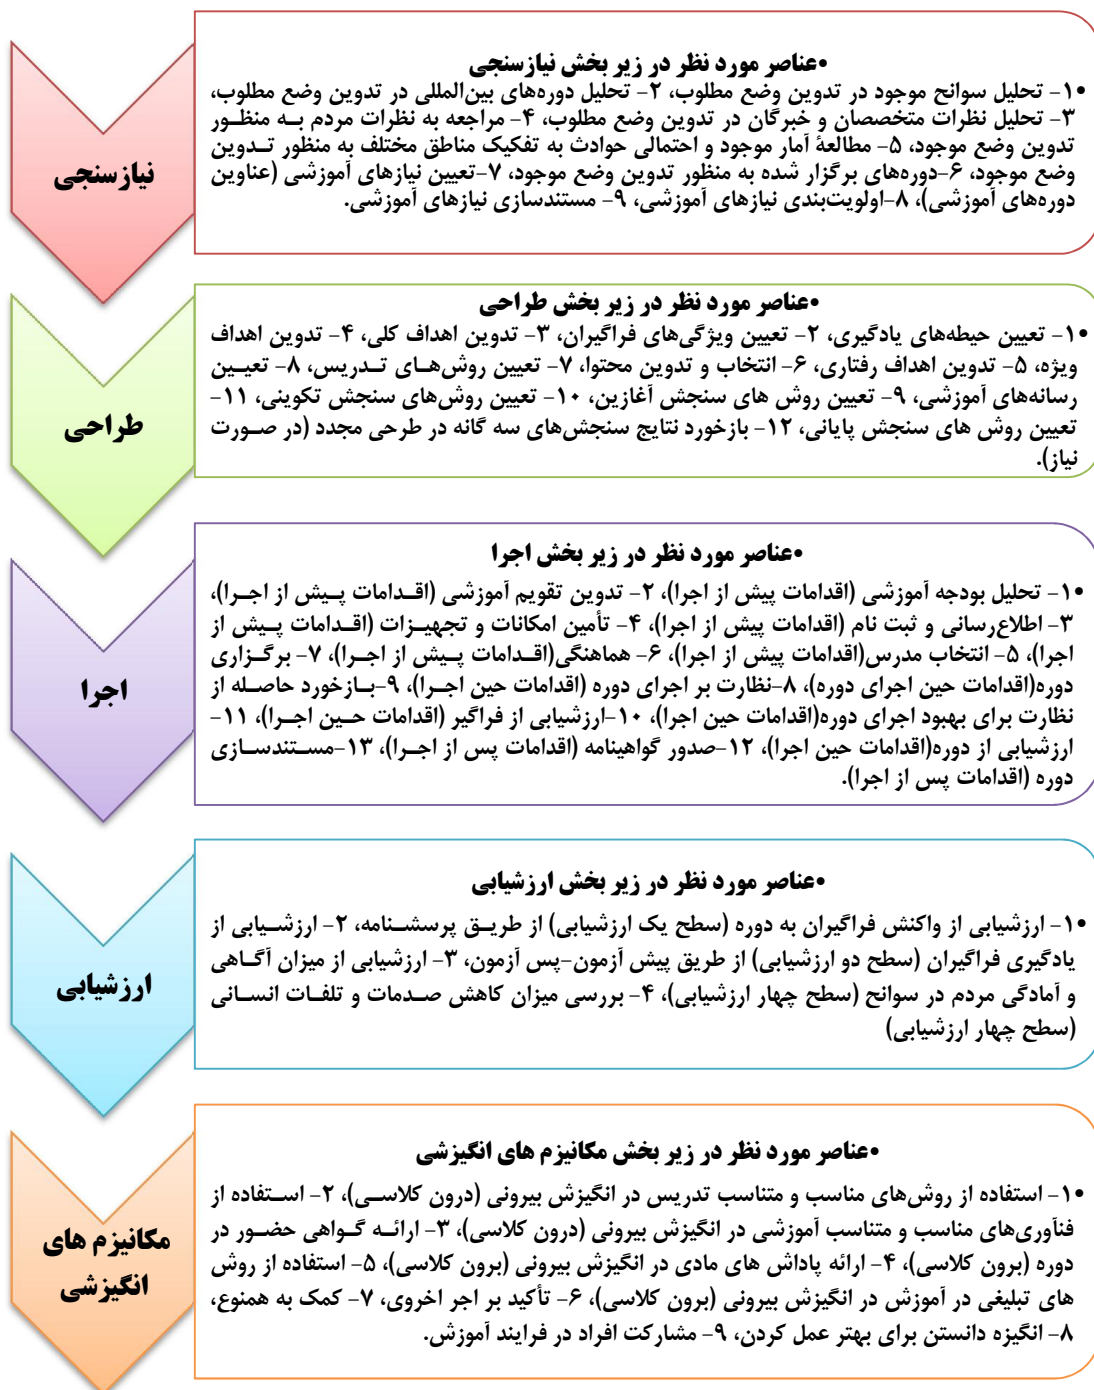 نیازسنجی
•عناصر مورد نظر در زیر بخش نیازسنجی
•۱- تحلیل سوانح موجود در تدوین وضع مطلوب، ۲- تحلیل دوره‌های بین‌المللی در تدوین وضع مطلوب،
۳- تحلیل نظرات متخصصان و خبرگان در تدوین وضع مطلوب، ۴- مراجعه به نظرات مردم بـه منظـور
تدوین وضع موجود، ۵- مطالعهٔ آمار موجود و احتمالی حوادث به تفکیک مناطق مختلف به منظور تـدوین
وضع موجود، ۶-دوره‌های برگزار شده به منظور تدوین وضع موجود، ۷-تعیین نیازهای آموزشی (عناوین
دوره‌های آموزشی)، ۸-اولویت‌بندی نیازهای آموزشی، ۹- مستندسازی نیازهای آموزشی.
طراحی
•عناصر مورد نظر در زیر بخش طراحی
•۱- تعیین حیطه‌های یادگیری، ۲- تعیین ویژگی‌های فراگیران، ۳- تدوین اهداف کلی، ۴- تدوین اهداف
ویژه، ۵- تدوین اهداف رفتاری، ۶- انتخاب و تدوین محتوا، ۷- تعیین روش‌هـای تـدریس، ۸- تعیـین
رسانه‌های آموزشی، ۹- تعیین روش های سنجش آغازین، ۱۰- تعیین روش‌های سنجش تکوینی، ۱۱-
تعیین روش های سنجش پایانی، ۱۲- بازخورد نتایج سنجش‌های سه گانه در طرحی مجدد (در صـورت
نیاز).
اجرا
•عناصر مورد نظر در زیر بخش اجرا
•۱- تحلیل بودجه آموزشی (اقدامات پیش از اجرا)، ۲- تدوین تقویم آموزشی (اقـدامات پـیش از اجـرا)،
۳- اطلاع‌رسانی و ثبت نام (اقدامات پیش از اجرا)، ۴- تأمین امکانات و تجهیـزات (اقـدامات پـیش از
اجرا)، ۵- انتخاب مدرس(اقدامات پیش از اجرا)، ۶- هماهنگی(اقـدامات پـیش از اجـرا)، ۷- برگـزاری
دوره(اقدامات حین اجرای دوره)، ۸-نظارت بر اجرای دوره (اقدامات حین اجـرا)، ۹-بـازخورد حاصـله از
نظارت برای بهبود اجرای دوره(اقدامات حین اجرا)، ۱۰-ارزشیابی از فراگیر (اقدامات حـین اجـرا)، ۱۱-
ارزشیابی از دوره(اقدامات حین اجرا)، ۱۲-صدور گواهینامه (اقدامات پس از اجـرا)، ۱۳-مسـتندسـازی
دوره (اقدامات پس از اجرا).
ارزشیابی
•عناصر مورد نظر در زیر بخش ارزشیابی
•۱- ارزشیابی از واکنش فراگیران به دوره (سطح یک ارزشیابی) از طریـق پرسشـنامه، ۲- ارزشـیابی از
یادگیری فراگیران (سطح دو ارزشیابی) از طریق پیش آزمون-پس آزمون، ۳- ارزشیابی از میزان آگـاهی
و آمادگی مردم در سوانح (سطح چهار ارزشیابی)، ۴- بررسی میزان کاهش صـدمات و تلفـات انسـانی
(سطح چهار ارزشیابی)
مکانیزم های
انگیزشی
•عناصر مورد نظر در زیر بخش مکانیزم های انگیزشی
•۱- استفاده از روش‌های مناسب و متناسب تدریس در انگیزش بیرونی (درون کلاسـی)، ۲- اسـتفاده از
فنآوری‌های مناسب و متناسب آموزشی در انگیزش بیرونی (درون کلاسی)، ۳- ارائـه گـواهی حضـور در
دوره (برون کلاسی)، ۴- ارائه پاداش های مادی در انگیزش بیرونی (برون کلاسی)، ۵- استفاده از روش
های تبلیغی در آموزش در انگیزش بیرونی (برون کلاسی)، ۶- تأکید بر اجر اخروی، ۷- کمک به همنوع،
۸- انگیزه دانستن برای بهتر عمل کردن، ۹- مشارکت افراد در فرایند آموزش.